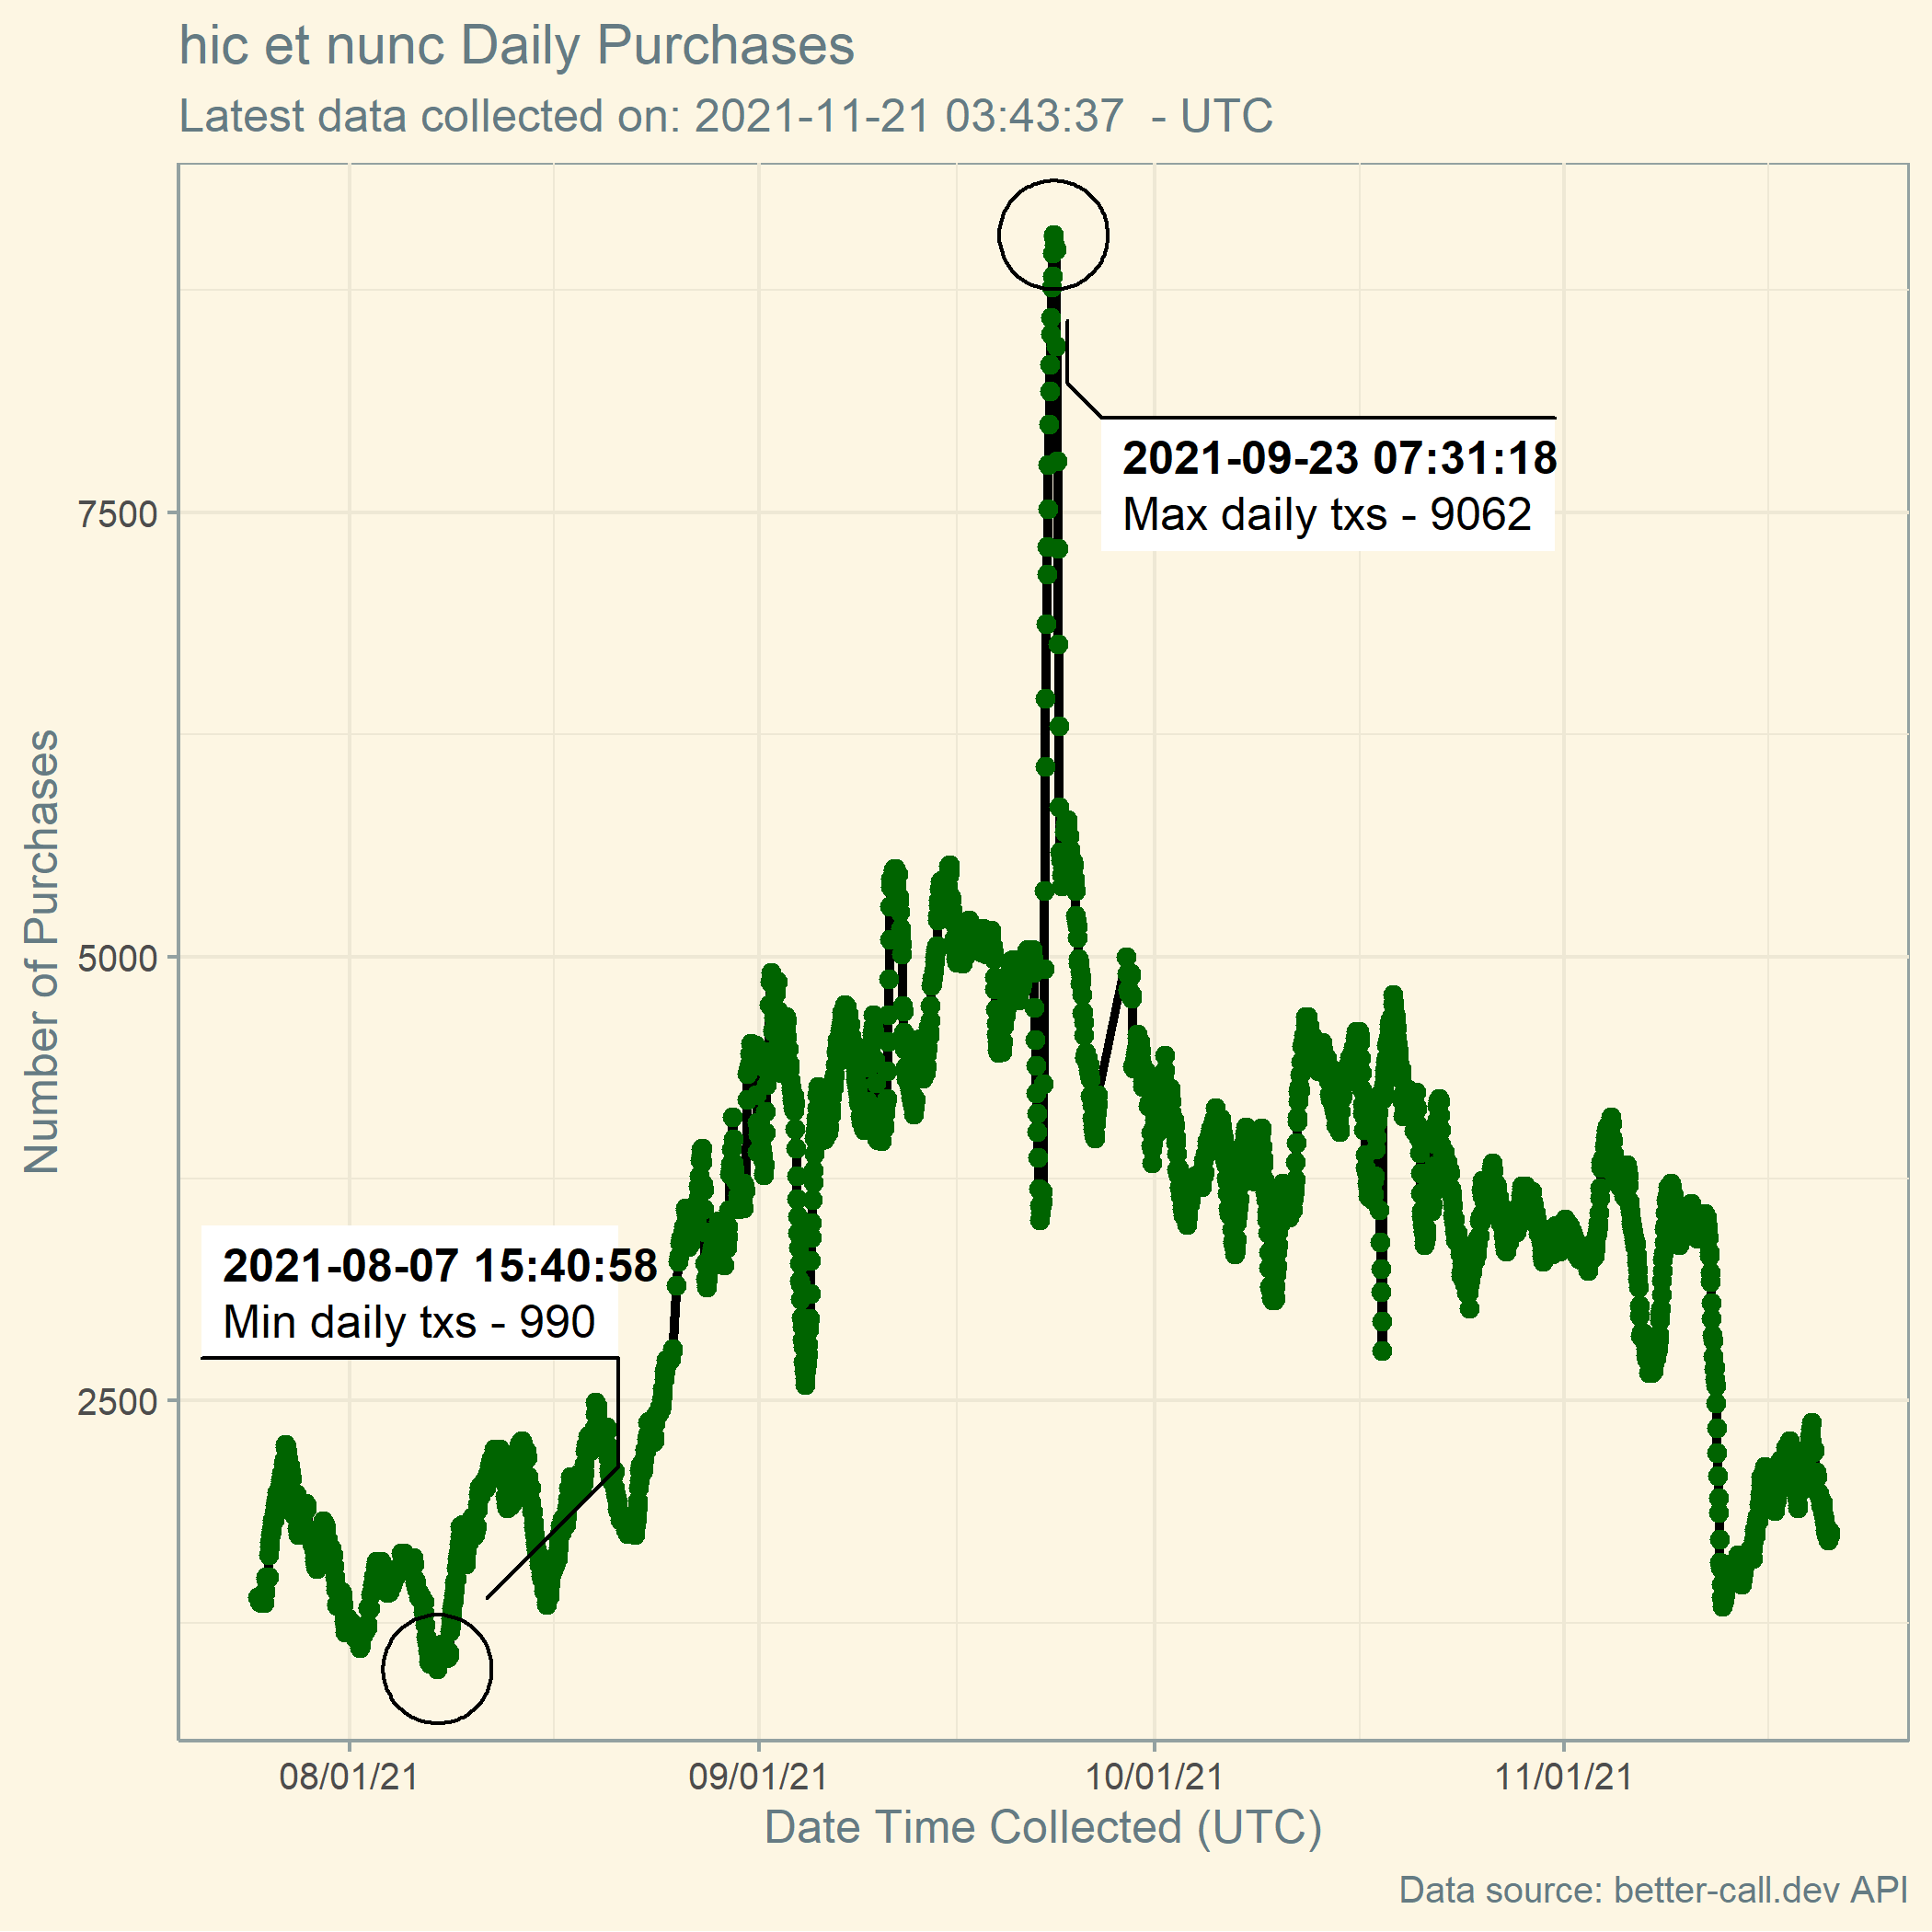 hic et nunc Daily Purchases
Latest data collected on: 2021-11-21 03:43:37  - UTC
Number of Purchases
7500
5000
2500
2021-09-23 07:31:18
Max daily txs - 9062
2021-08-07 15:40:58
Min daily txs - 990
08/01/21
09/01/21
10/01/21
11/01/21
Date Time Collected (UTC)
Data source: better-call.dev API